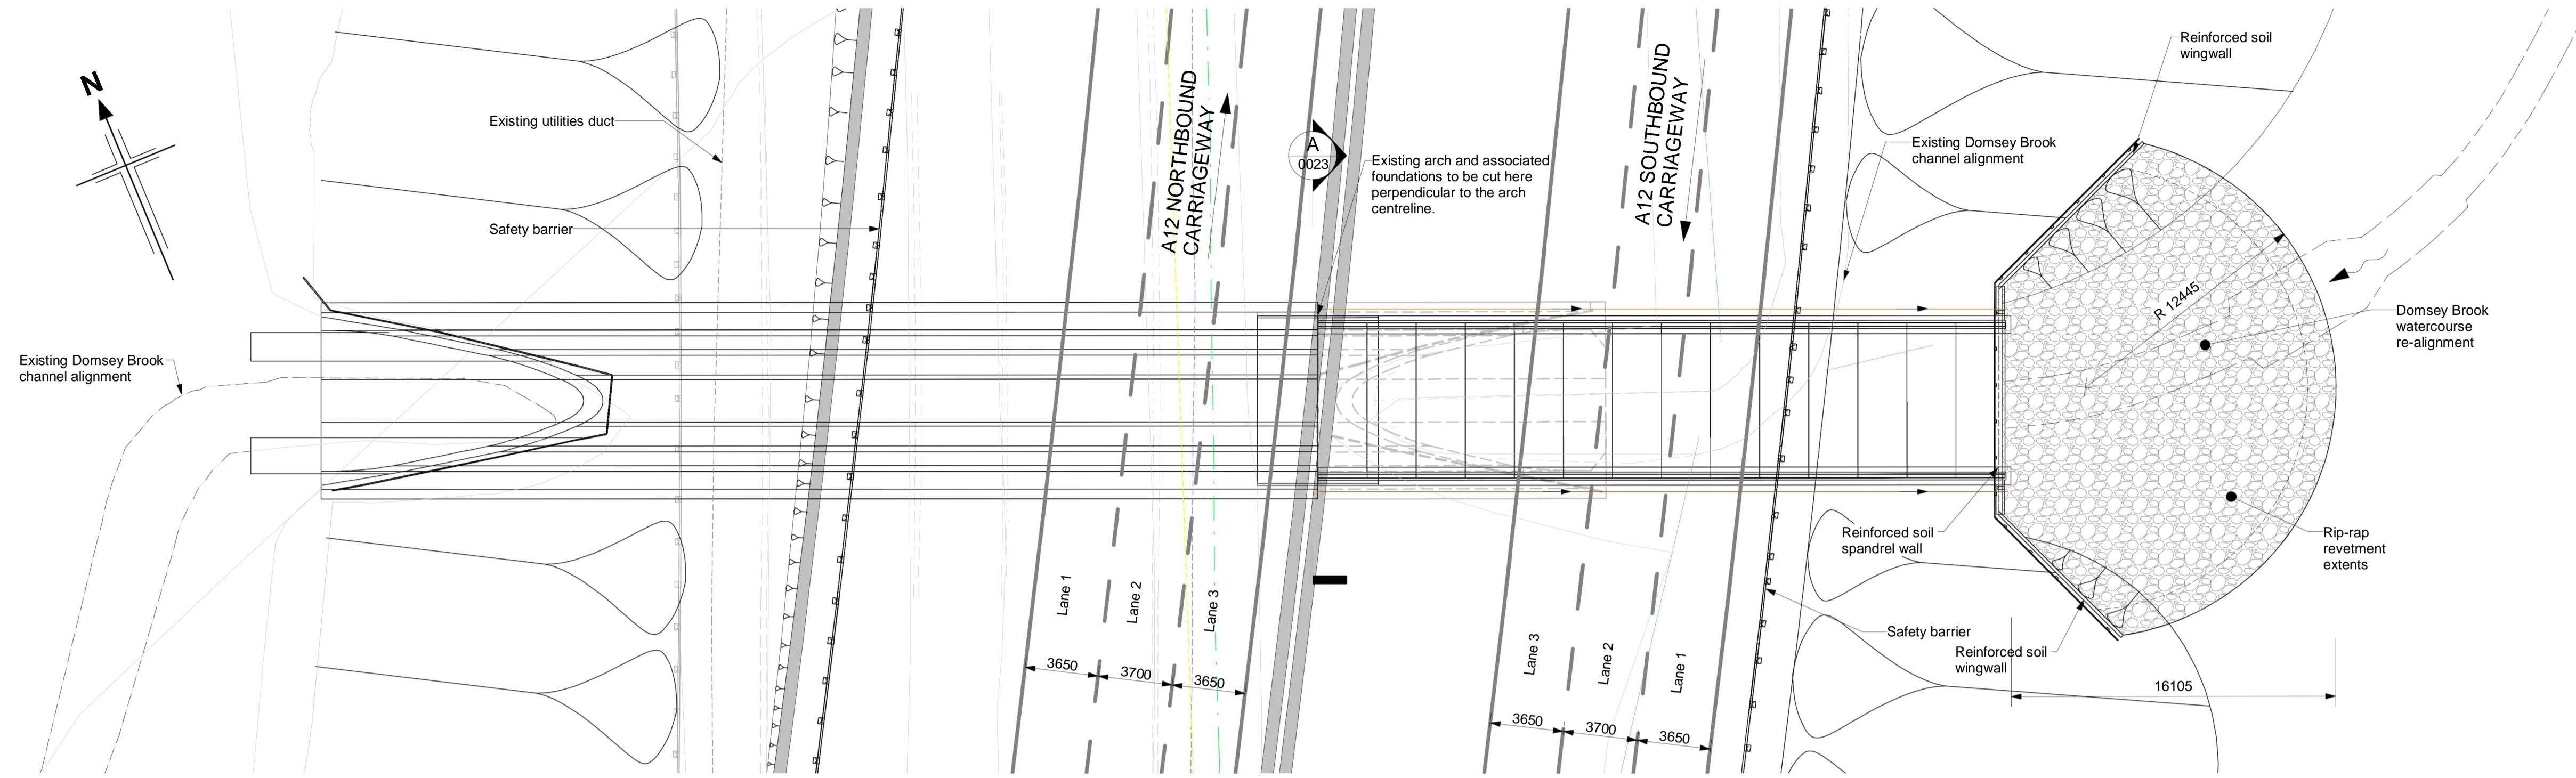 N
Existing utilities duct
Safety barrier
Existing Domsey Brook
channel alignment
A12 NORTHBOUND
CARRIAGEWAY
A
0023
Existing arch and associated
foundations to be cut here
perpendicular to the arch
centreline.
A12 SOUTHBOUND
CARRIAGEWAY
Existing Domsey Brook
channel alignment
Reinforced soil
wingwall
R 12445
Domsey Brook
watercourse
re-alignment
Reinforced soil
spandrel wall
Rip-rap
revetment
extents
Safety barrier
Reinforced soil
wingwall
16105
Lane 1
Lane 2
Lane 3
3650
3700
3650
Lane 3
Lane 2
Lane 1
3650
3700
3650